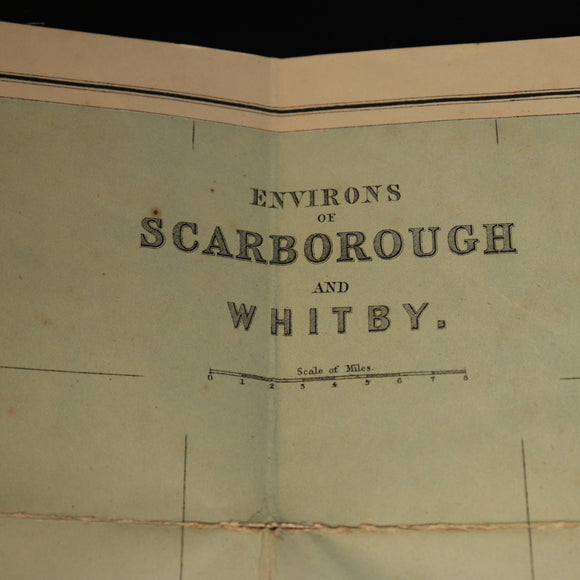 ENVIRONS
OF
SCARBOROUGH
AND
WHITBY.
Scale of Miles.
0 1 2 3 4 5 6 7 8